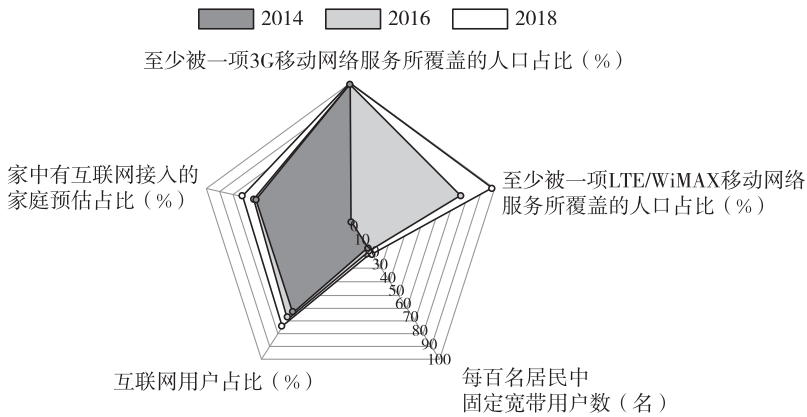 2014 2016 2018
至少被一项3G移动网络服务所覆盖的人口占比（%）
家中有互联网接入的
家庭预估占比（%）
至少被一项LTE/WiMAX移动网络
服务所覆盖的人口占比（%）
0
10
30
40
50
60
70
80
90
100
互联网用户占比（%）
每百名居民中
固定宽带用户数（名）